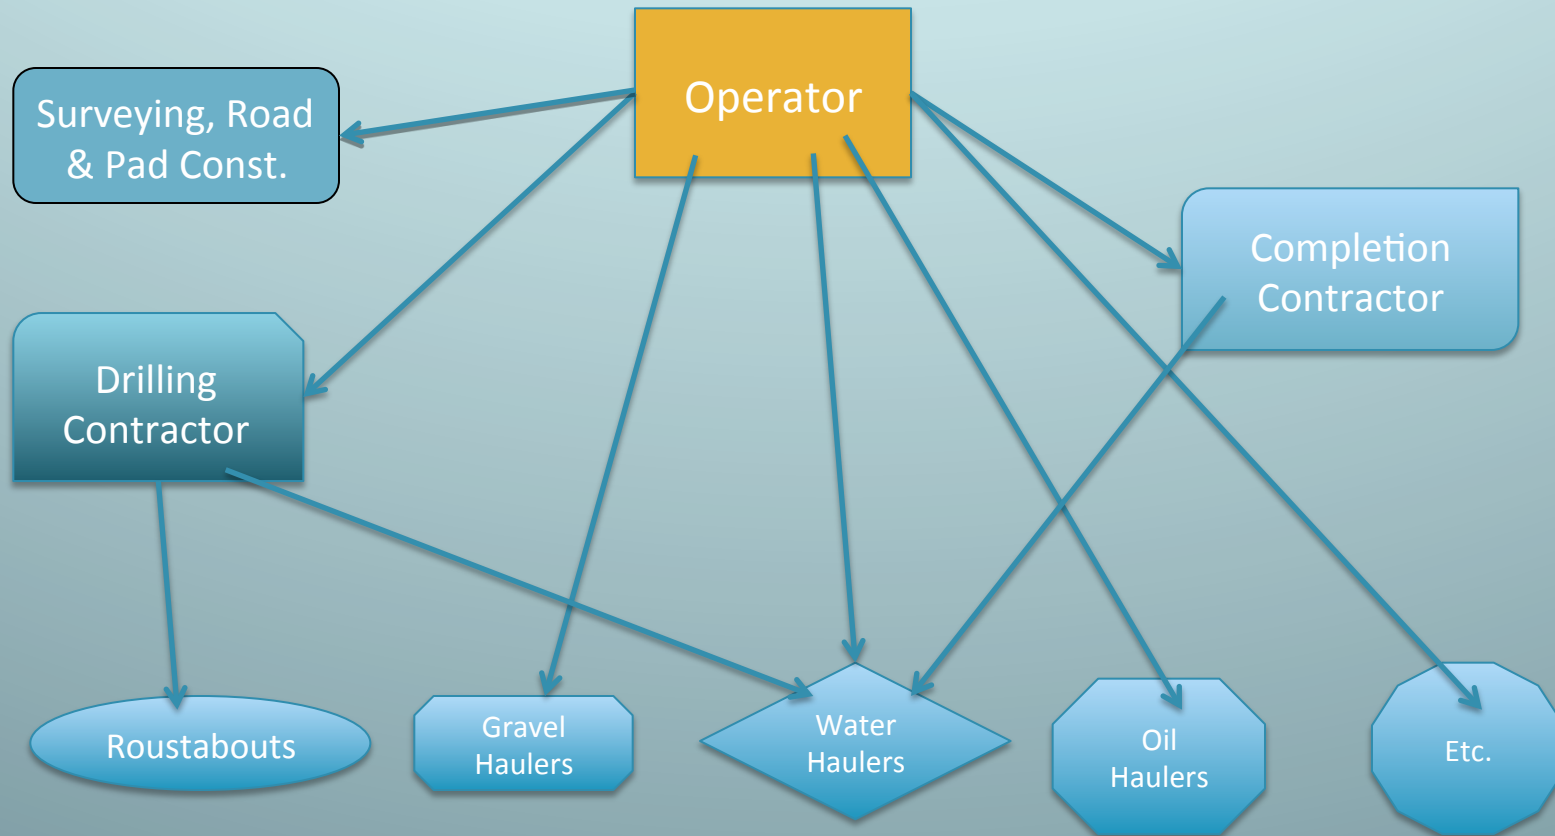 Operator
Surveying, Road
& Pad Const.
Completion
Contractor
Drilling
Contractor
Roustabouts
Gravel
Haulers
Water
Haulers
Oil
Haulers
Etc.